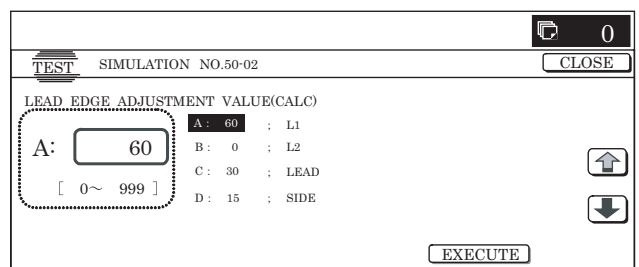 0
TEST SIMULATION NO.50-02 CLOSE
LEAD EDGE ADJUSTMENT VALUE(CALC)
A: 60
[ 0～ 999 ]
A : 60 ; L1
B : 0 ; L2
C : 30 ; LEAD
D : 15 ; SIDE
EXECUTE